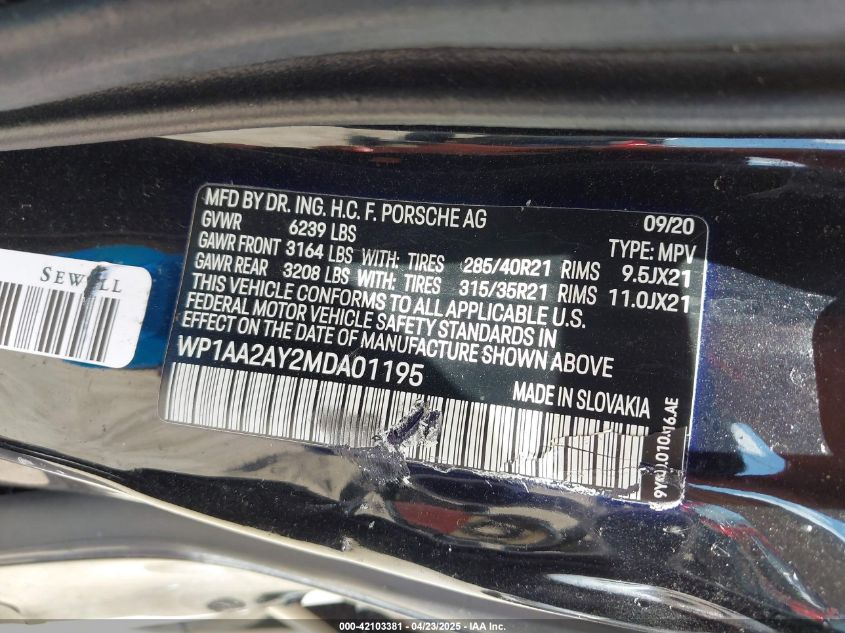 MFD BY DR. ING. H.C. F. PORSCHE AG 09/20
GVWR 6239 LBS TYPE: MPV
GAWR FRONT 3164 LBS WITH: TIRES 285/40R21 RIMS 9.5JX21
GAWR REAR 3208 LBS WITH: TIRES 315/35R21 RIMS 11.0JX21
THIS VEHICLE CONFORMS TO ALL APPLICABLE U.S.
FEDERAL MOTOR VEHICLE SAFETY STANDARDS IN
EFFECT ON THE DATE OF MANUFACTURE SHOWN ABOVE
WP1AA2AY2MDA01195
MADE IN SLOVAKIA
SEWELL
000-42103381 - 04/23/2025 - IAA Inc.